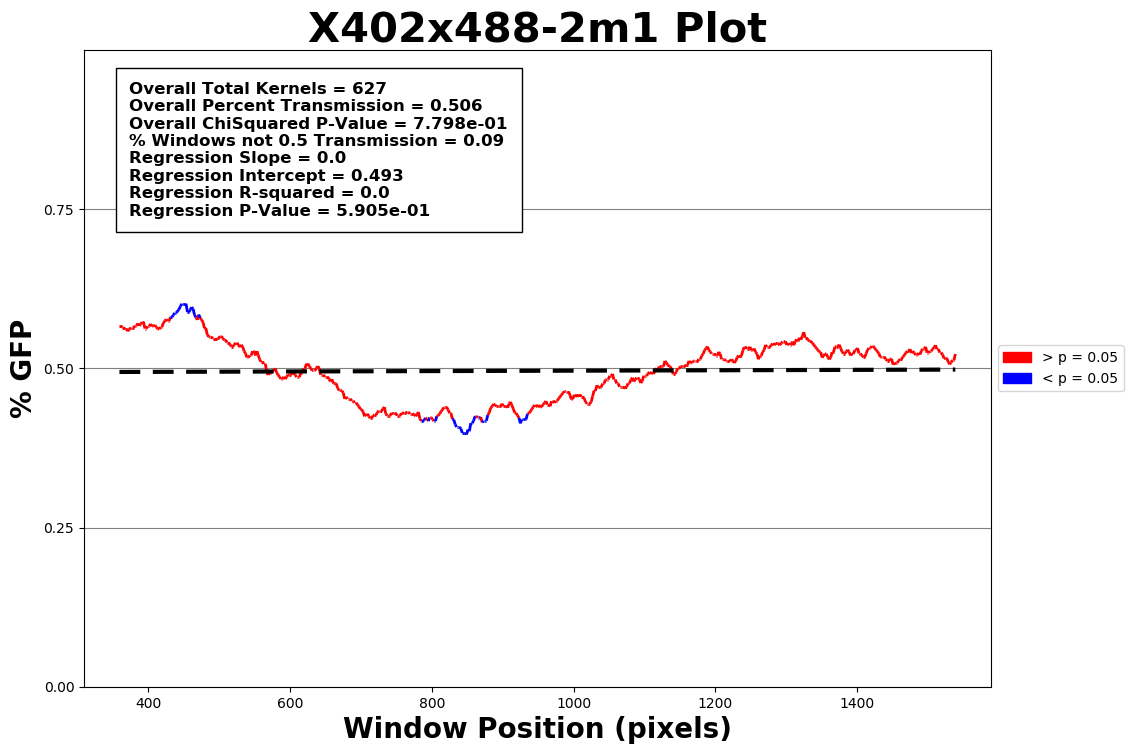 X402x488-2m1 Plot
Overall Total Kernels = 627
Overall Percent Transmission = 0.506
Overall ChiSquared P-Value = 7.798e-01
% Windows not 0.5 Transmission = 0.09
Regression Slope = 0.0
Regression Intercept = 0.493
Regression R-squared = 0.0
Regression P-Value = 5.905e-01
% GFP
0.75
0.50
0.25
0.00
> p = 0.05
< p = 0.05
400 600 800 1000 1200 1400
Window Position (pixels)